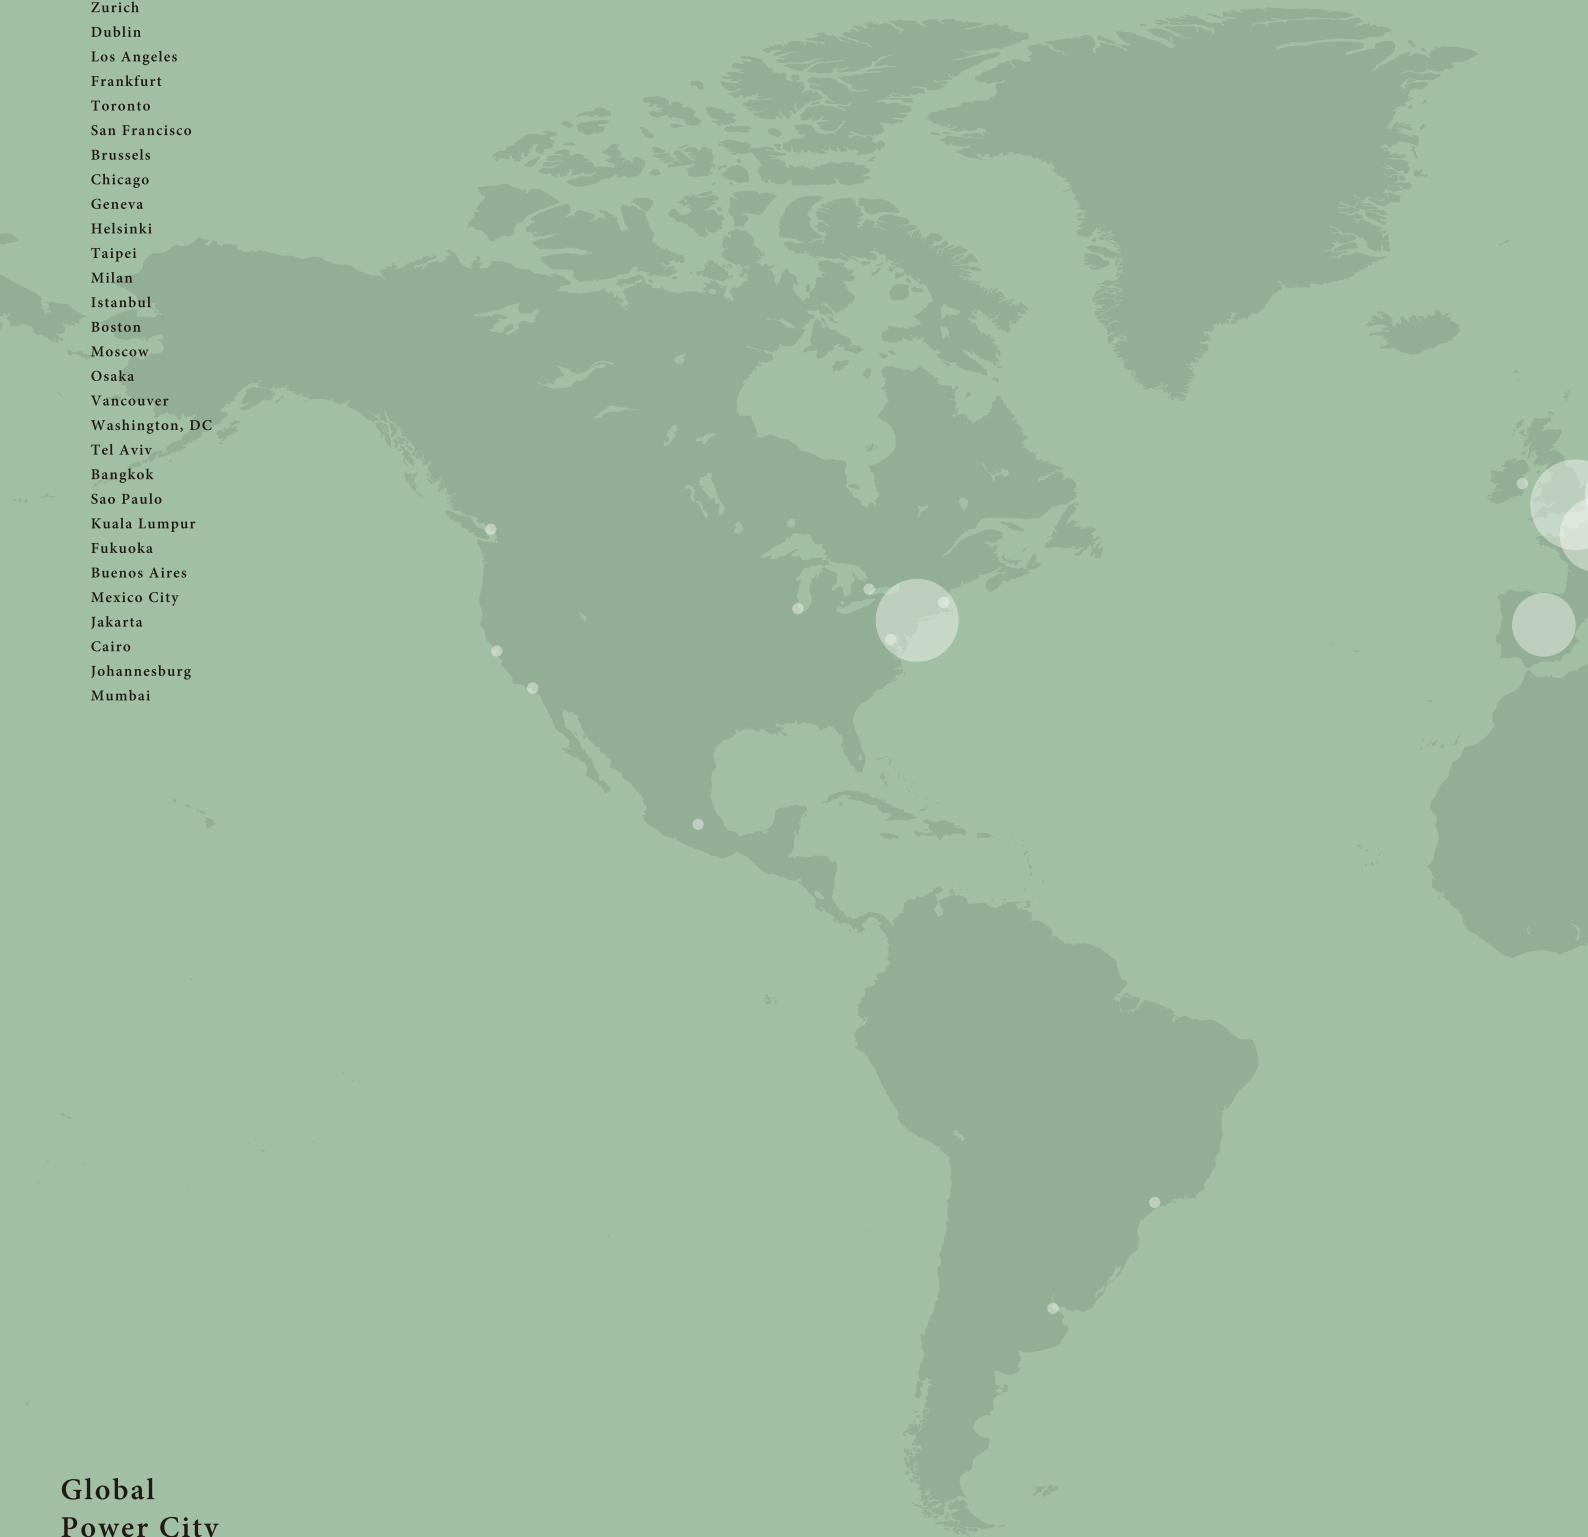 Zurich
Dublin
Los Angeles
Frankfurt
Toronto
San Francisco
Brussels
Chicago
Geneva
Helsinki
Taipei
Milan
Istanbul
Boston
Moscow
Osaka
Vancouver
Washington, DC
Tel Aviv
Bangkok
Sao Paulo
Kuala Lumpur
Fukuoka
Buenos Aires
Mexico City
Jakarta
Cairo
Johannesburg
Mumbai
Global
Power City